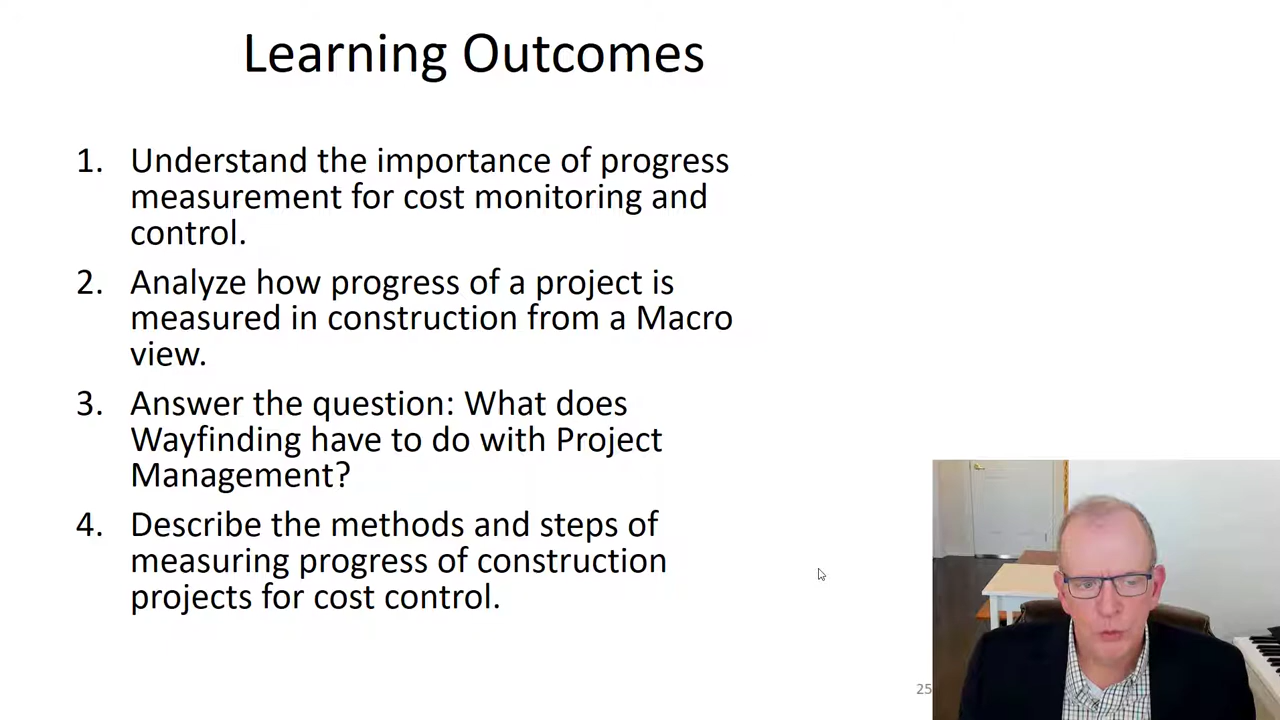 Learning Outcomes
1. Understand the importance of progress
measurement for cost monitoring and
control.
2. Analyze how progress of a project is
measured in construction from a Macro
view.
3. Answer the question: What does
Wayfinding have to do with Project
Management?
4. Describe the methods and steps of
measuring progress of construction
projects for cost control.
25